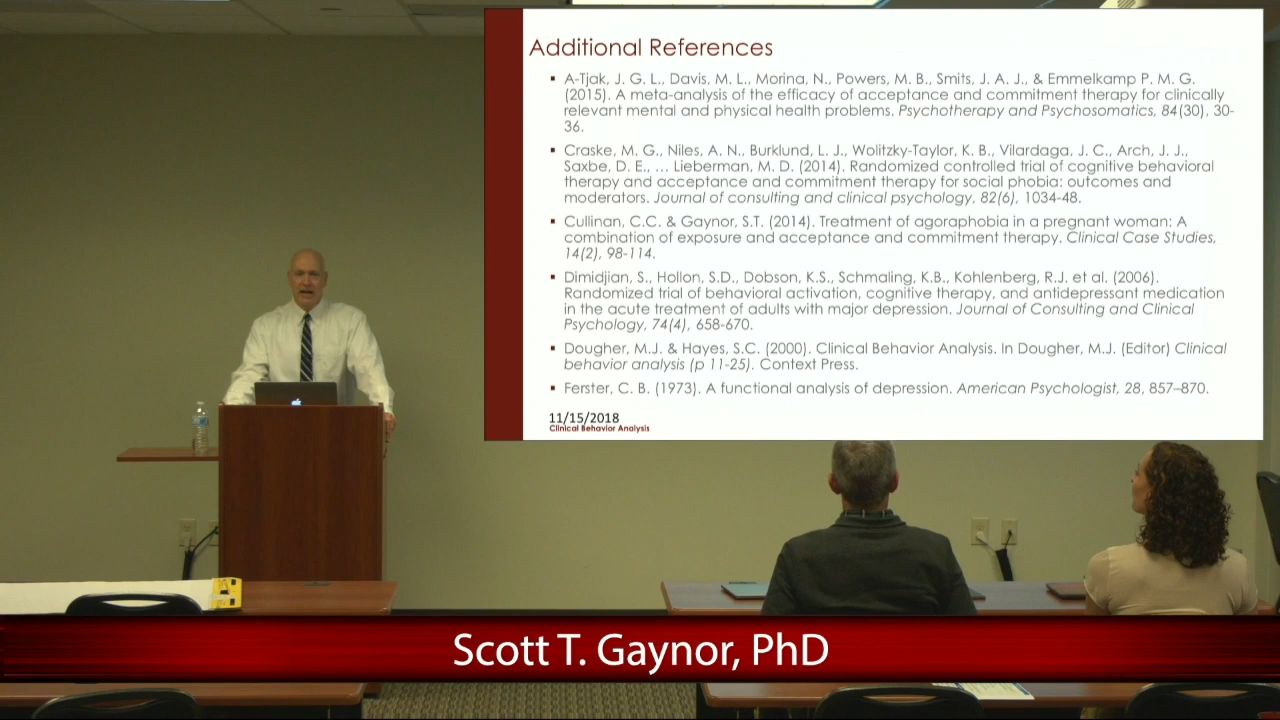 Additional References
▪ A-Tjak, J. G. L., Davis, M. L., Morina, N., Powers, M. B., Smits, J. A. J., & Emmelkamp P. M. G.
(2015). A meta-analysis of the efficacy of acceptance and commitment therapy for clinically
relevant mental and physical health problems. Psychotherapy and Psychosomatics, 84(30), 30-
36.
▪ Craske, M. G., Niles, A. N., Burklund, L. J., Wolitzky-Taylor, K. B., Vilardaga, J. C., Arch, J. J.,
Saxbe, D. E., … Lieberman, M. D. (2014). Randomized controlled trial of cognitive behavioral
therapy and acceptance and commitment therapy for social phobia: outcomes and
moderators. Journal of consulting and clinical psychology, 82(6), 1034-48.
▪ Cullinan, C.C. & Gaynor, S.T. (2014). Treatment of agoraphobia in a pregnant woman: A
combination of exposure and acceptance and commitment therapy. Clinical Case Studies,
14(2), 98-114.
▪ Dimidjian, S., Hollon, S.D., Dobson, K.S., Schmaling, K.B., Kohlenberg, R.J. et al. (2006).
Randomized trial of behavioral activation, cognitive therapy, and antidepressant medication
in the acute treatment of adults with major depression. Journal of Consulting and Clinical
Psychology, 74(4), 658-670.
▪ Dougher, M.J. & Hayes, S.C. (2000). Clinical Behavior Analysis. In Dougher, M.J. (Editor) Clinical
behavior analysis (p 11-25). Context Press.
▪ Ferster, C. B. (1973). A functional analysis of depression. American Psychologist, 28, 857–870.
11/15/2018
Clinical Behavior Analysis
Scott T. Gaynor, PhD